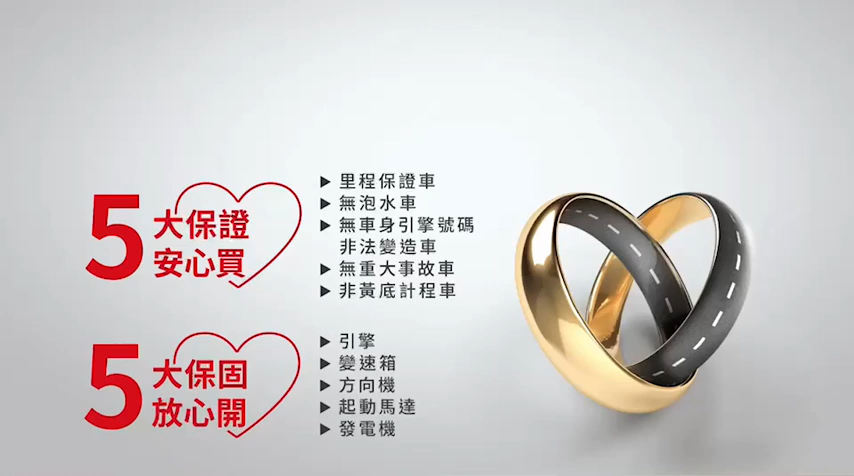 5
大保證
安心買
▶ 里程保證車
▶ 無泡水車
▶ 無車身引擎號碼
非法變造車
▶ 無重大事故車
▶ 非黃底計程車
5
大保固
放心開
▶ 引擎
▶ 變速箱
▶ 方向機
▶ 起動馬達
▶ 發電機